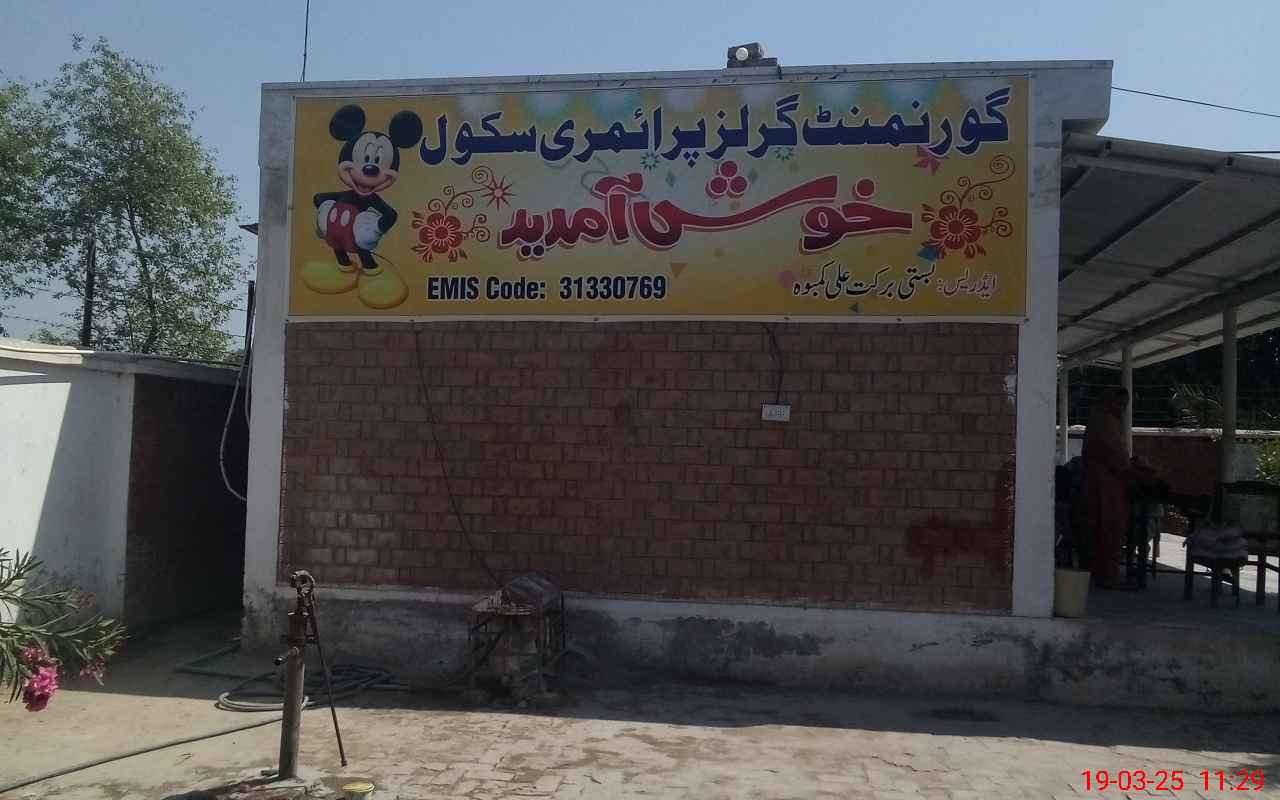 گورنمنٹ گرلز پرائمری سکول
خوش آمدید
ایڈریس: بستی برکت علی کمبوہ
EMIS Code: 31330769
19-03-25 11:29